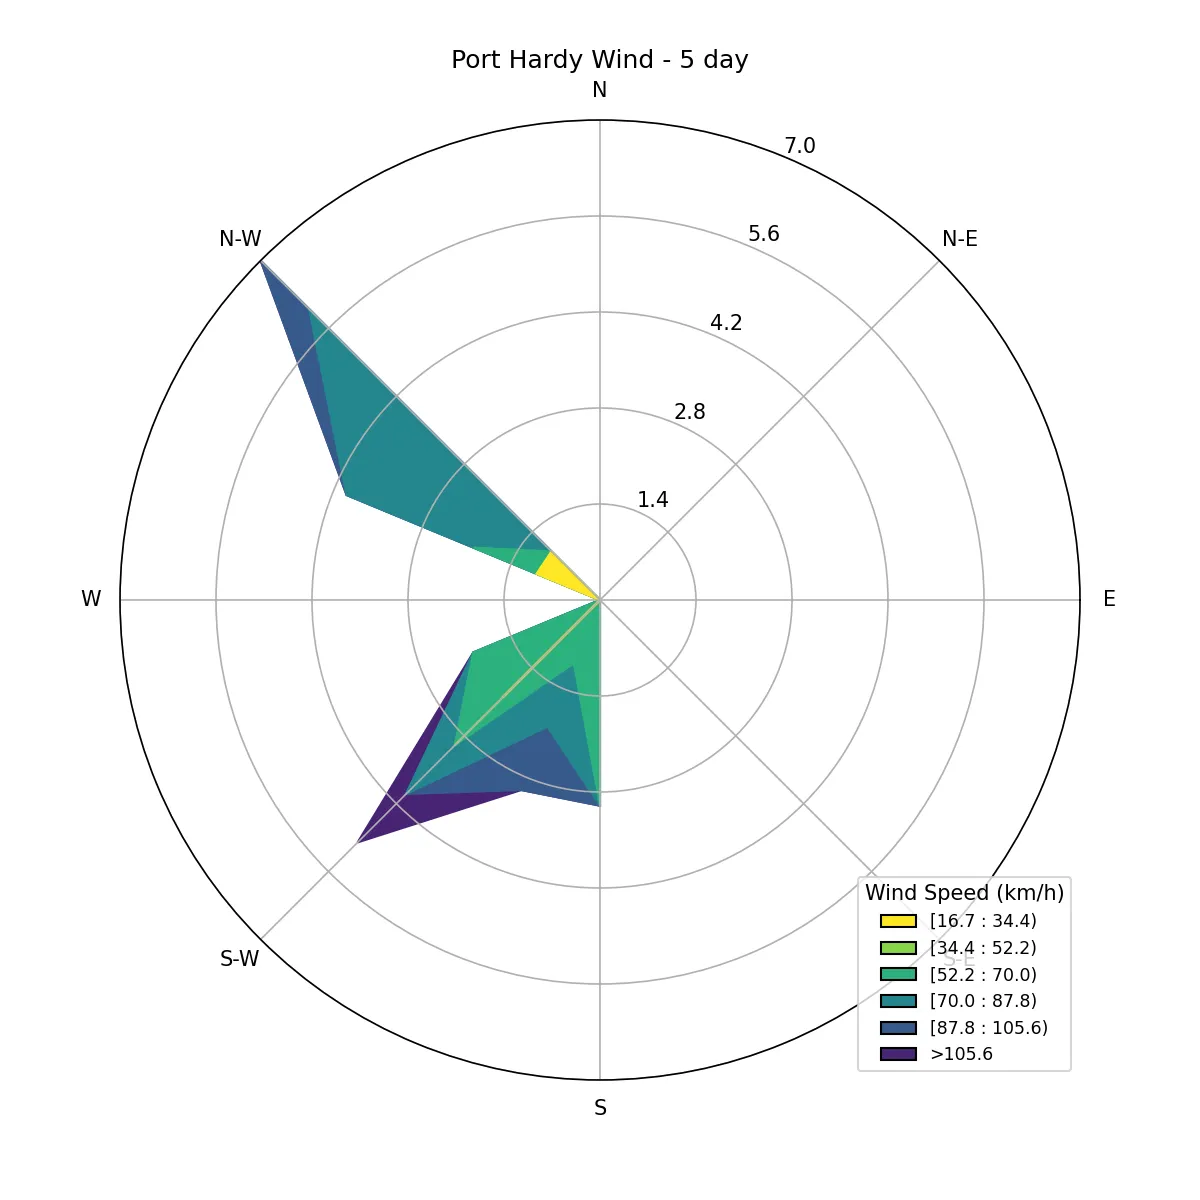 Port Hardy Wind - 5 day
N
7.0
N-W
5.6
N-E
4.2
2.8
1.4
W
E
S-W
S-E
S
Wind Speed (km/h)
[16.7 : 34.4)
[34.4 : 52.2)
[52.2 : 70.0)
[70.0 : 87.8)
[87.8 : 105.6)
>105.6